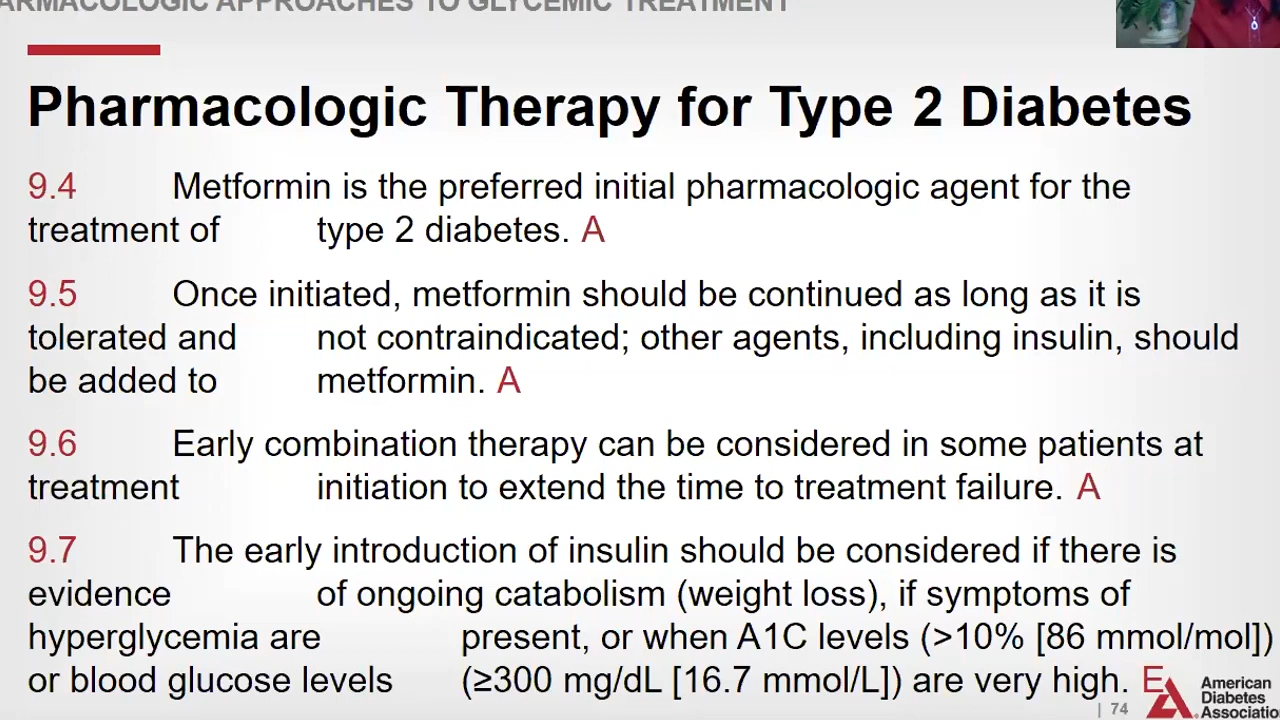 ARMACOLOGIC APPROACHES TO GLYCEMIC TREATMENT
Pharmacologic Therapy for Type 2 Diabetes
9.4 Metformin is the preferred initial pharmacologic agent for the
treatment of type 2 diabetes. A
9.5 Once initiated, metformin should be continued as long as it is
tolerated and not contraindicated; other agents, including insulin, should
be added to metformin. A
9.6 Early combination therapy can be considered in some patients at
treatment initiation to extend the time to treatment failure. A
9.7 The early introduction of insulin should be considered if there is
evidence of ongoing catabolism (weight loss), if symptoms of
hyperglycemia are present, or when A1C levels (>10% [86 mmol/mol])
or blood glucose levels (≥300 mg/dL [16.7 mmol/L]) are very high. E
| 74
American
Diabetes
Associatio